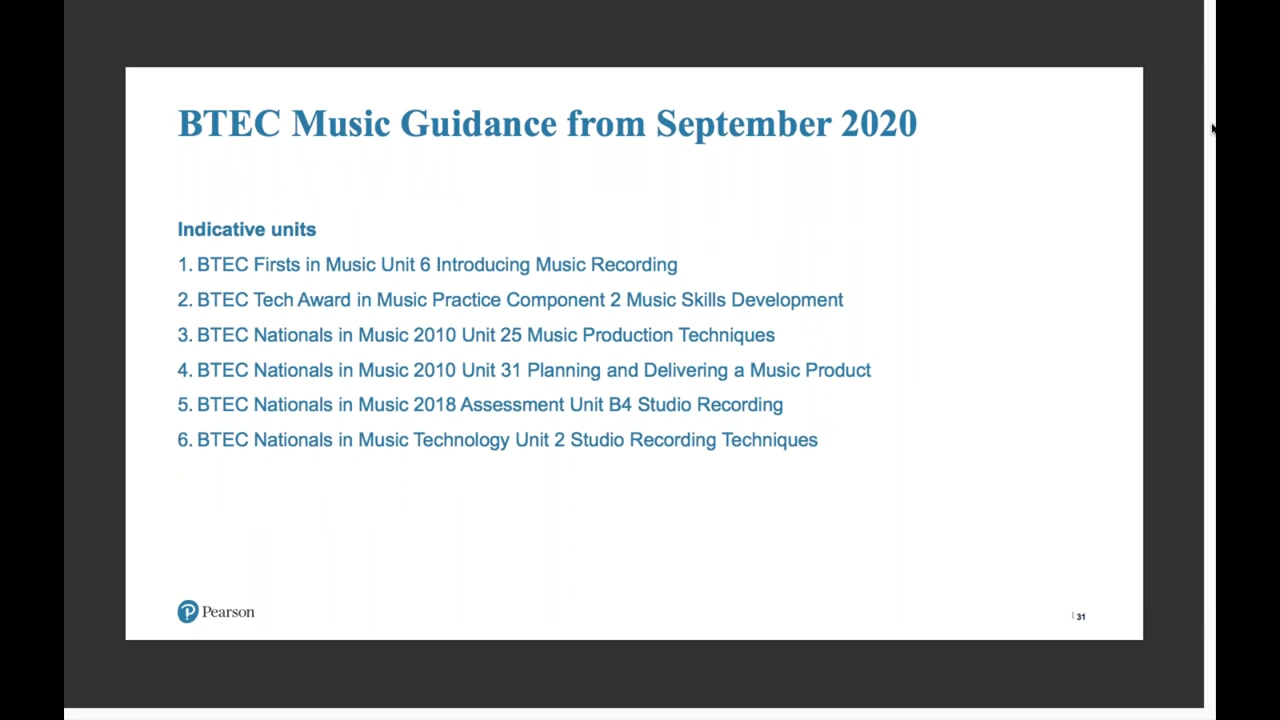 BTEC Music Guidance from September 2020
Indicative units
1. BTEC Firsts in Music Unit 6 Introducing Music Recording
2. BTEC Tech Award in Music Practice Component 2 Music Skills Development
3. BTEC Nationals in Music 2010 Unit 25 Music Production Techniques
4. BTEC Nationals in Music 2010 Unit 31 Planning and Delivering a Music Product
5. BTEC Nationals in Music 2018 Assessment Unit B4 Studio Recording
6. BTEC Nationals in Music Technology Unit 2 Studio Recording Techniques
Pearson
31